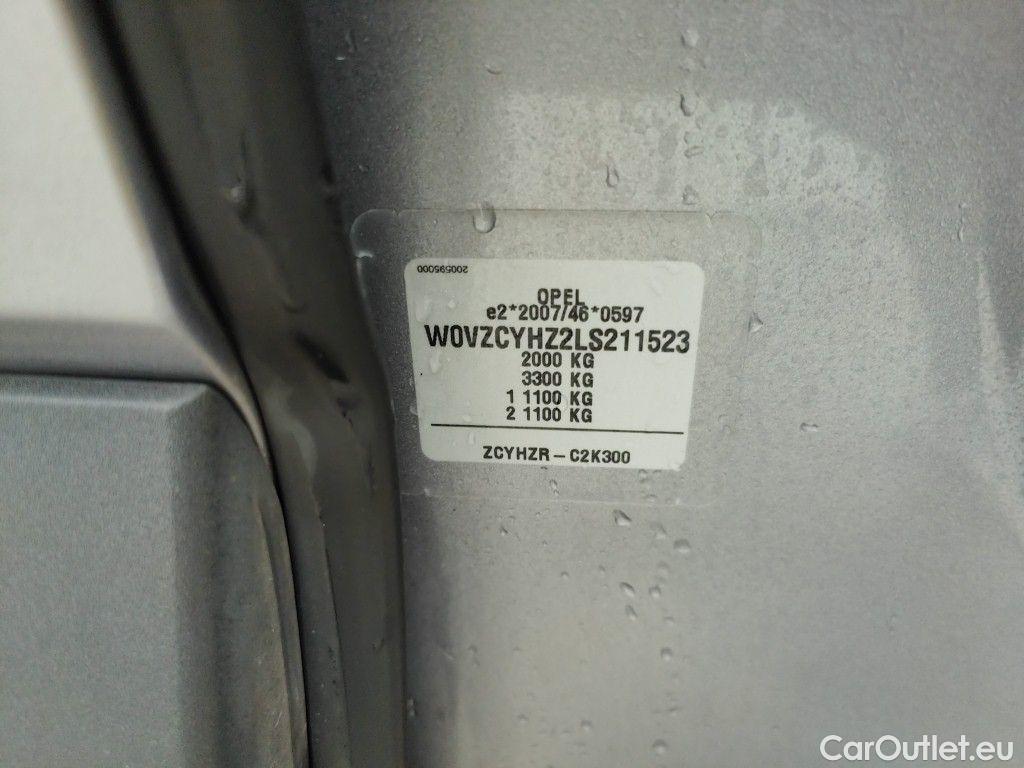 200595000
OPEL
e2*2007/46*0597
W0VZCYHZ2LS211523
2000 KG
3300 KG
1 1100 KG
2 1100 KG
ZCYHZR - C2K300
CarOutlet.eu